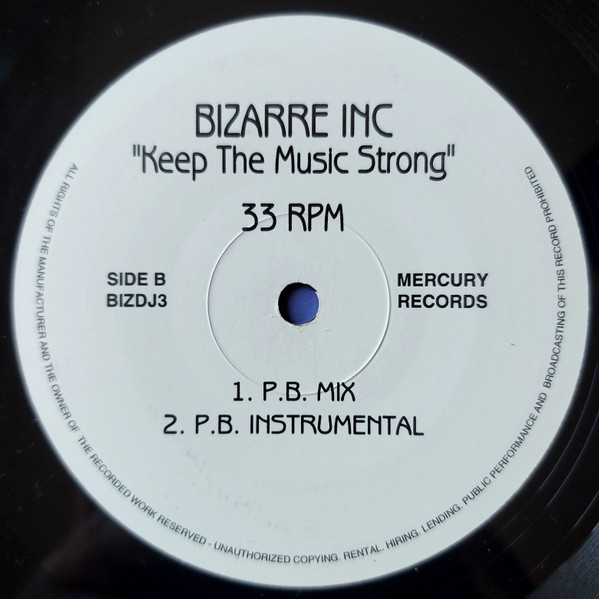 BIZARRE INC
"Keep The Music Strong"
33 RPM
SIDE B
BIZDJ3
MERCURY
RECORDS
1. P.B. MIX
2. P.B. INSTRUMENTAL
ALL RIGHTS OF THE MANUFACTURER AND THE OWNER OF THE RECORDED WORK RESERVED - UNAUTHORIZED COPYING. RENTAL. HIRING. LENDING. PUBLIC PERFORMANCE AND BROADCASTING OF THIS RECORD PROHIBITED